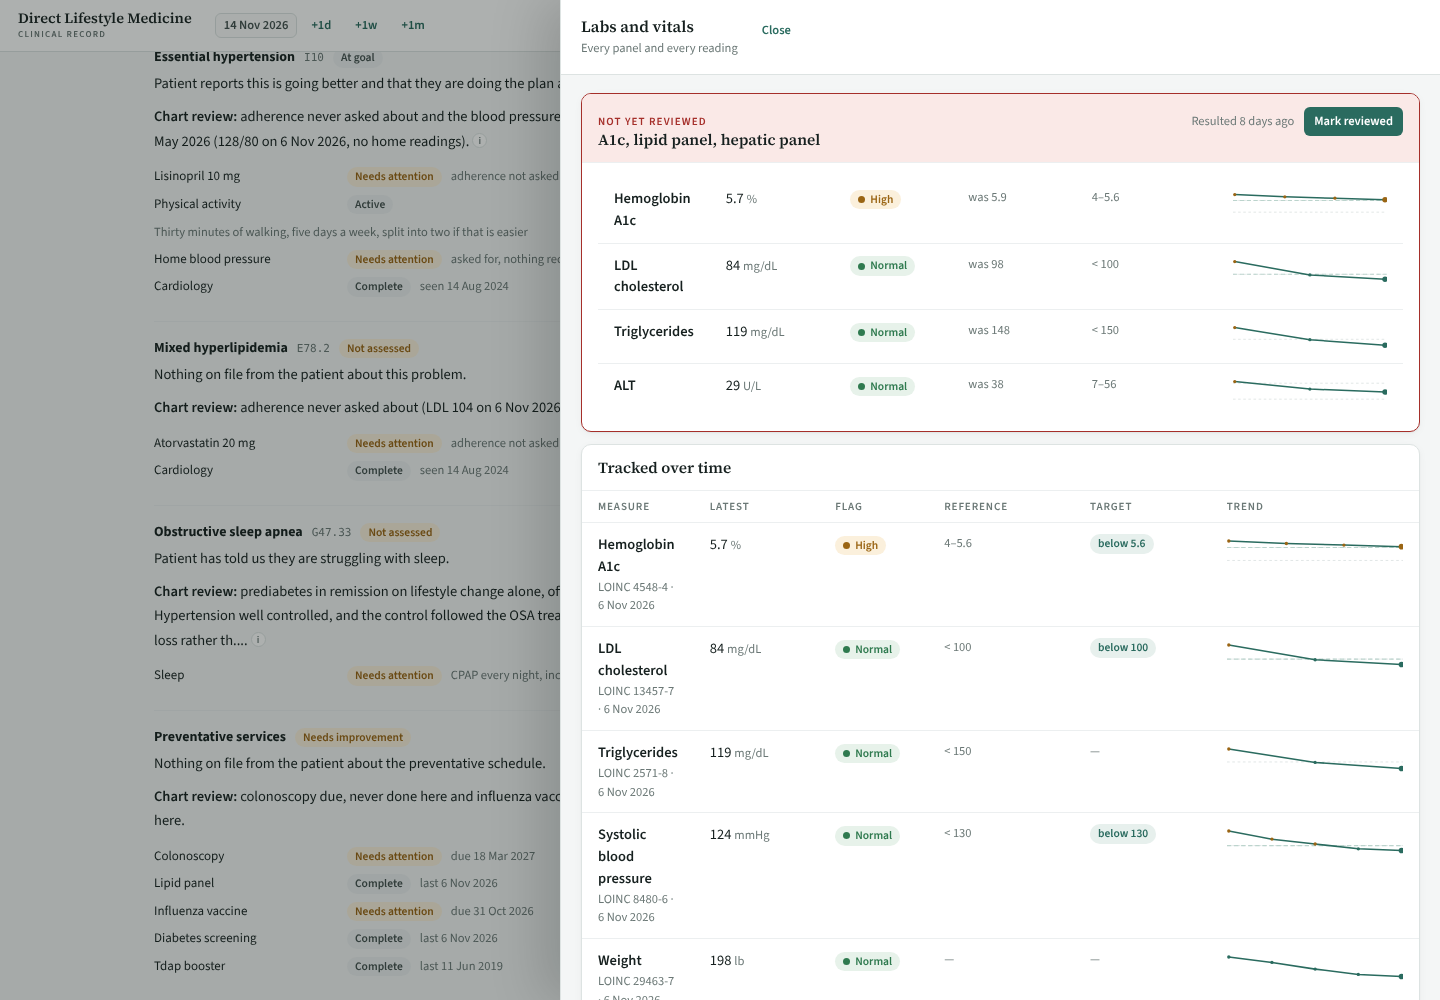 Direct Lifestyle Medicine
CLINICAL RECORD
14 Nov 2026
+1d
+1w
+1m
Essential hypertension I10 At goal
Patient reports this is going better and that they are doing the plan
Chart review: adherence never asked about and the blood pressure
May 2026 (128/80 on 6 Nov 2026, no home readings). i
Lisinopril 10 mg Needs attention adherence not asked
Physical activity Active
Thirty minutes of walking, five days a week, split into two if that is easier
Home blood pressure Needs attention asked for, nothing rec
Cardiology Complete seen 14 Aug 2024
Mixed hyperlipidemia E78.2 Not assessed
Nothing on file from the patient about this problem.
Chart review: adherence never asked about (LDL 104 on 6 Nov 2026
Atorvastatin 20 mg Needs attention adherence not asked
Cardiology Complete seen 14 Aug 2024
Obstructive sleep apnea G47.33 Not assessed
Patient has told us they are struggling with sleep.
Chart review: prediabetes in remission on lifestyle change alone, of
Hypertension well controlled, and the control followed the OSA trea
loss rather th.... i
Sleep Needs attention CPAP every night, inc
Preventative services Needs improvement
Nothing on file from the patient about the preventative schedule.
Chart review: colonoscopy due, never done here and influenza vacc
here.
Colonoscopy Needs attention due 18 Mar 2027
Lipid panel Complete last 6 Nov 2026
Influenza vaccine Needs attention due 31 Oct 2026
Diabetes screening Complete last 6 Nov 2026
Tdap booster Complete last 11 Jun 2019
Labs and vitals
Every panel and every reading
Close
NOT YET REVIEWED
A1c, lipid panel, hepatic panel
Resulted 8 days ago
Mark reviewed
Hemoglobin A1c 5.7 % High was 5.9 4–5.6
LDL cholesterol 84 mg/dL Normal was 98 < 100
Triglycerides 119 mg/dL Normal was 148 < 150
ALT 29 U/L Normal was 38 7–56
Tracked over time
MEASURE LATEST FLAG REFERENCE TARGET TREND
Hemoglobin 5.7 % High 4–5.6 below 5.6
A1c
LOINC 4548-4 ·
6 Nov 2026
LDL 84 mg/dL Normal < 100 below 100
cholesterol
LOINC 13457-7
· 6 Nov 2026
Triglycerides 119 mg/dL Normal < 150 —
LOINC 2571-8 ·
6 Nov 2026
Systolic 124 mmHg Normal < 130 below 130
blood
pressure
LOINC 8480-6 ·
6 Nov 2026
Weight 198 lb Normal — —
LOINC 29463-7
· 6 Nov 2026